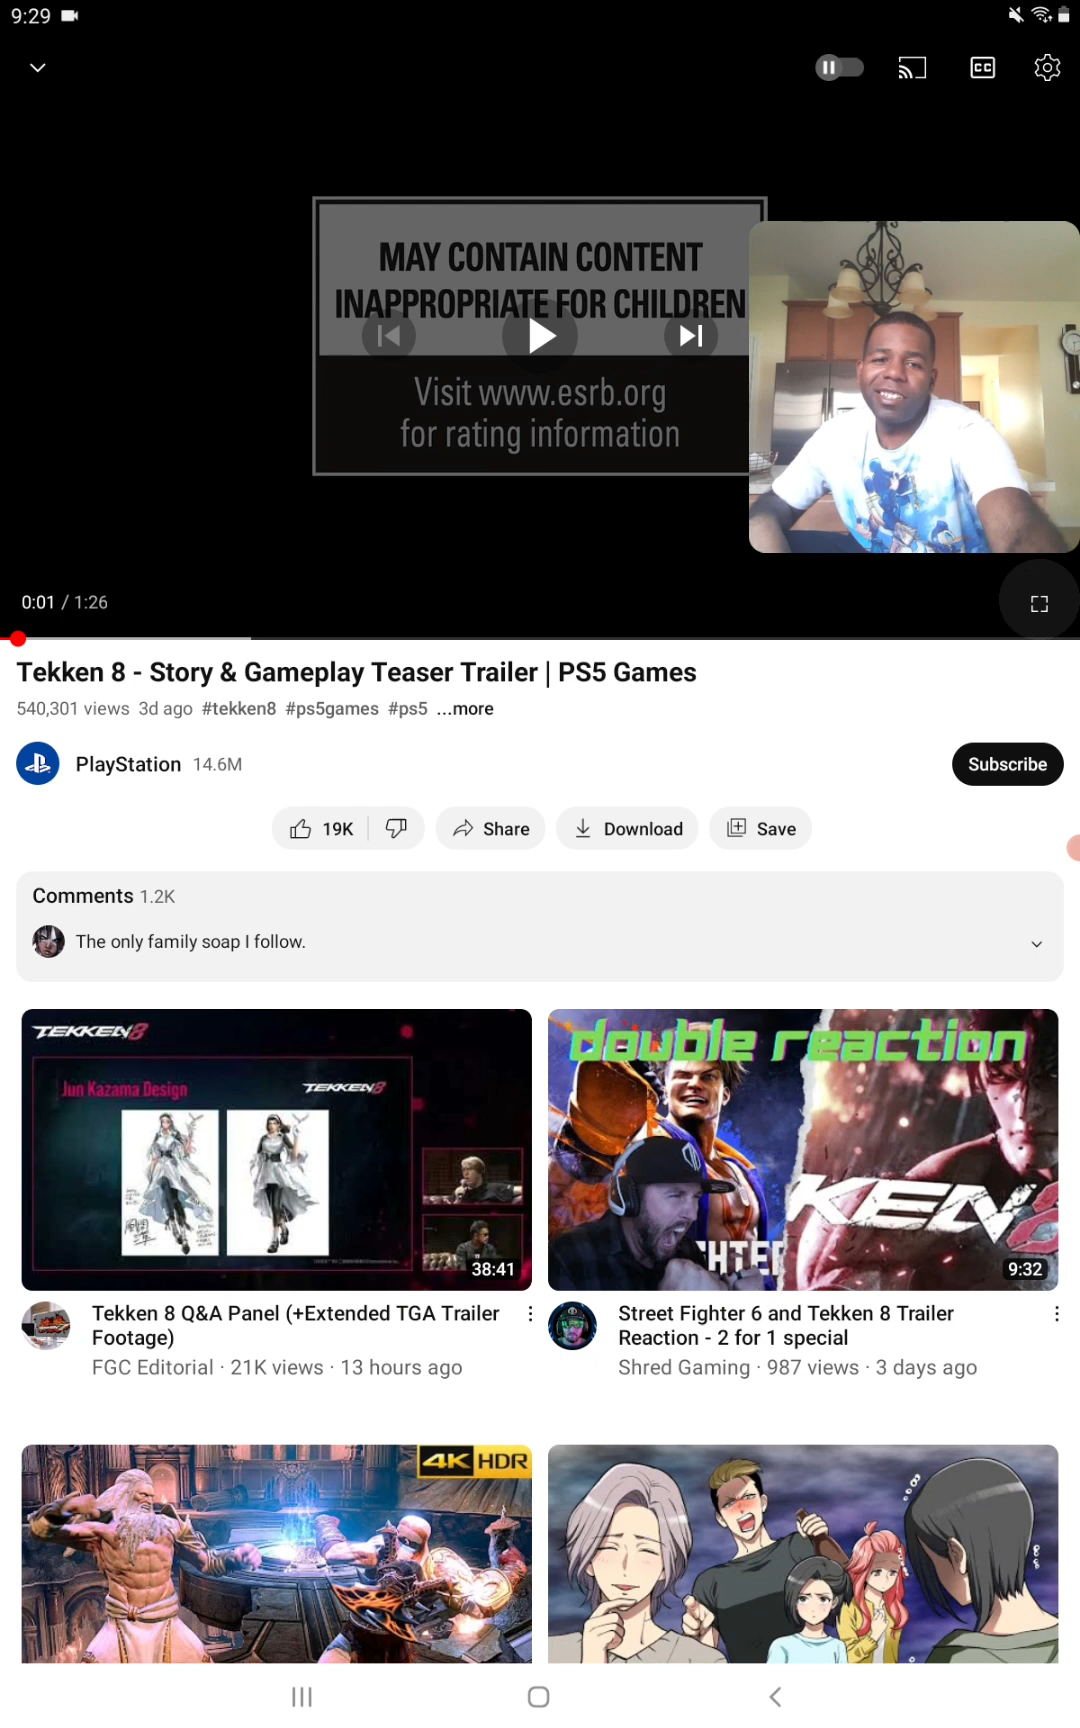 9:29
CC
MAY CONTAIN CONTENT
INAPPROPRIATE FOR CHILDREN
Visit www.esrb.org
for rating information
0:01 / 1:26
Tekken 8 - Story & Gameplay Teaser Trailer | PS5 Games
540,301 views 3d ago #tekken8 #ps5games #ps5 ...more
PlayStation 14.6M
Subscribe
19K
Share
Download
Save
Comments 1.2K
The only family soap I follow.
TEKKEN8
Jun Kazama Design
TEKKEN8
38:41
double reaction
KEN8
HTER
9:32
Tekken 8 Q&A Panel (+Extended TGA Trailer
Footage)
FGC Editorial · 21K views · 13 hours ago
Street Fighter 6 and Tekken 8 Trailer
Reaction - 2 for 1 special
Shred Gaming · 987 views · 3 days ago
4K HDR